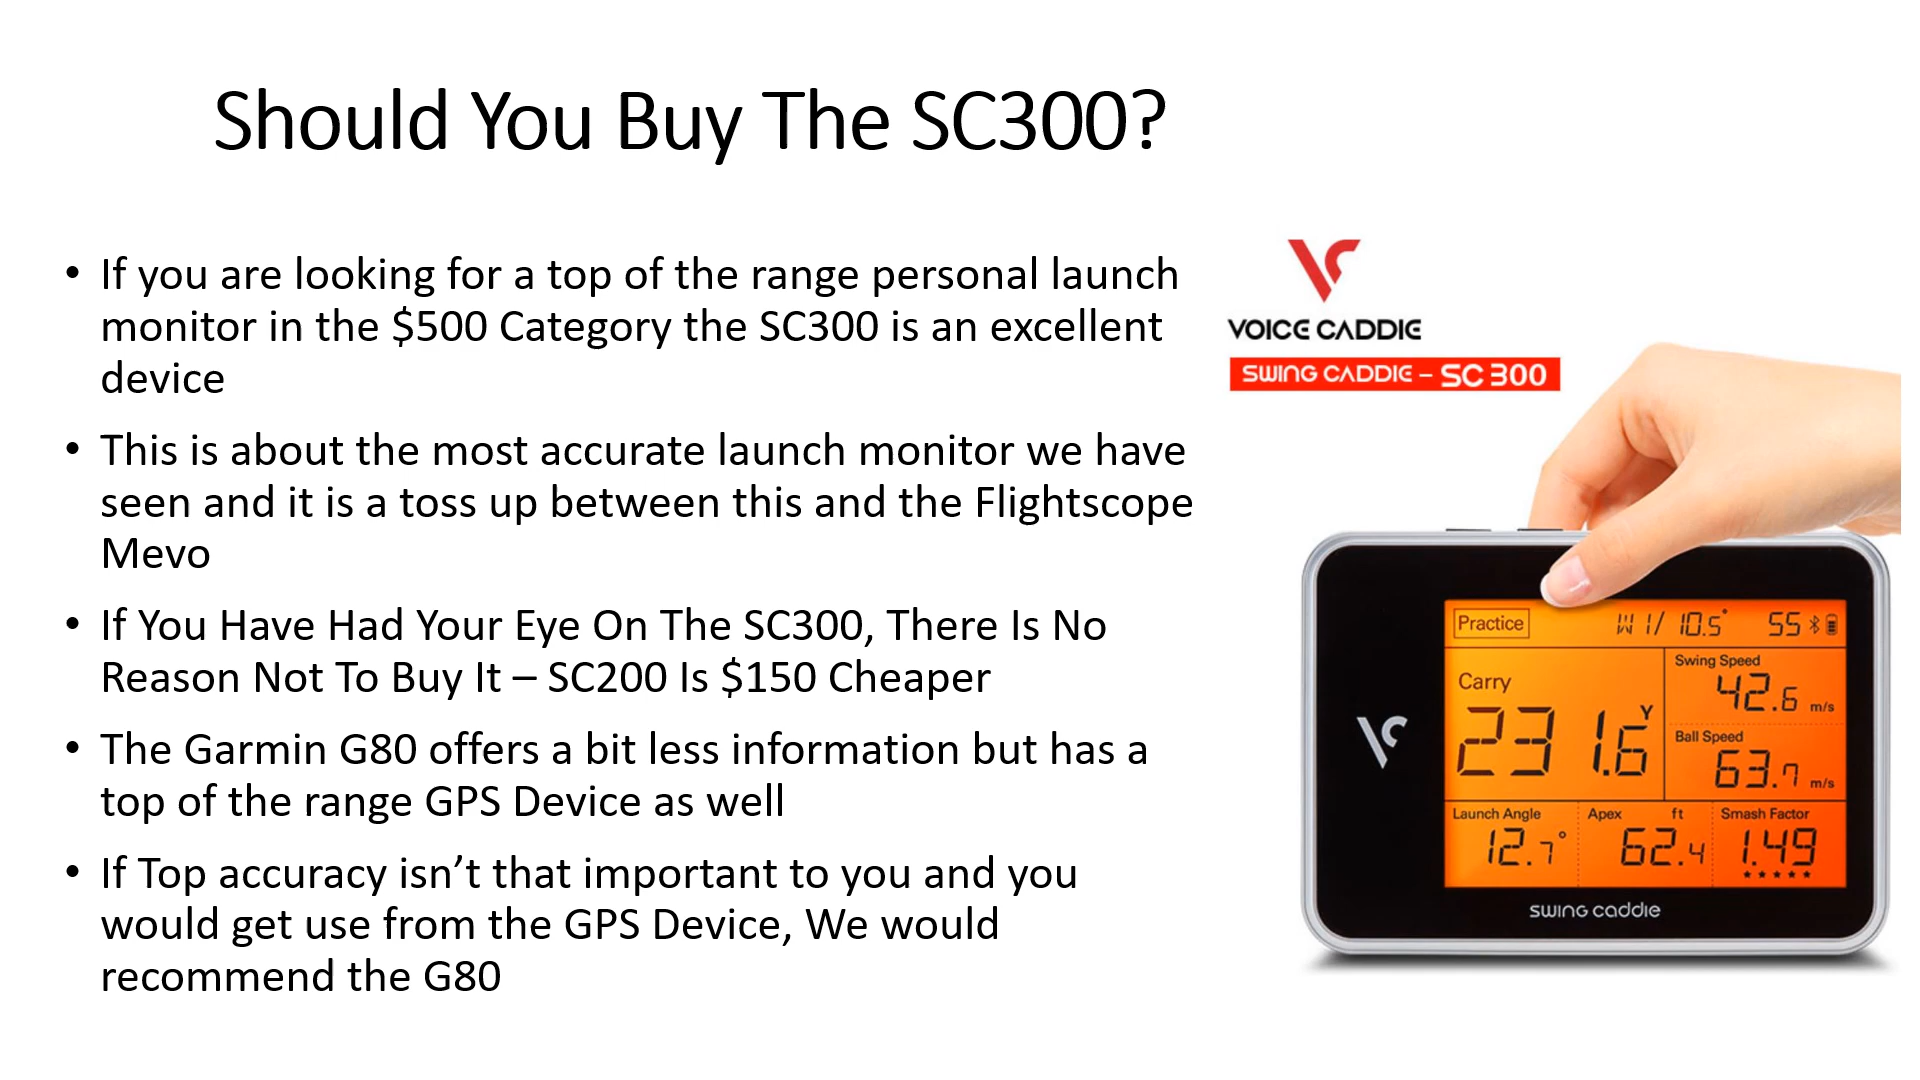 Should You Buy The SC300?
• If you are looking for a top of the range personal launch
monitor in the $500 Category the SC300 is an excellent
device
• This is about the most accurate launch monitor we have
seen and it is a toss up between this and the Flightscope
Mevo
• If You Have Had Your Eye On The SC300, There Is No
Reason Not To Buy It – SC200 Is $150 Cheaper
• The Garmin G80 offers a bit less information but has a
top of the range GPS Device as well
• If Top accuracy isn’t that important to you and you
would get use from the GPS Device, We would
recommend the G80
VOICE CADDIE
SWING CADDIE – SC300
Practice W1/ 10.5° 55
Carry
231.6 Y
Swing Speed
42.6 m/s
Ball Speed
63.7 m/s
Launch Angle
12.7°
Apex ft
62.4
Smash Factor
1.49
★★★★★
swing caddie